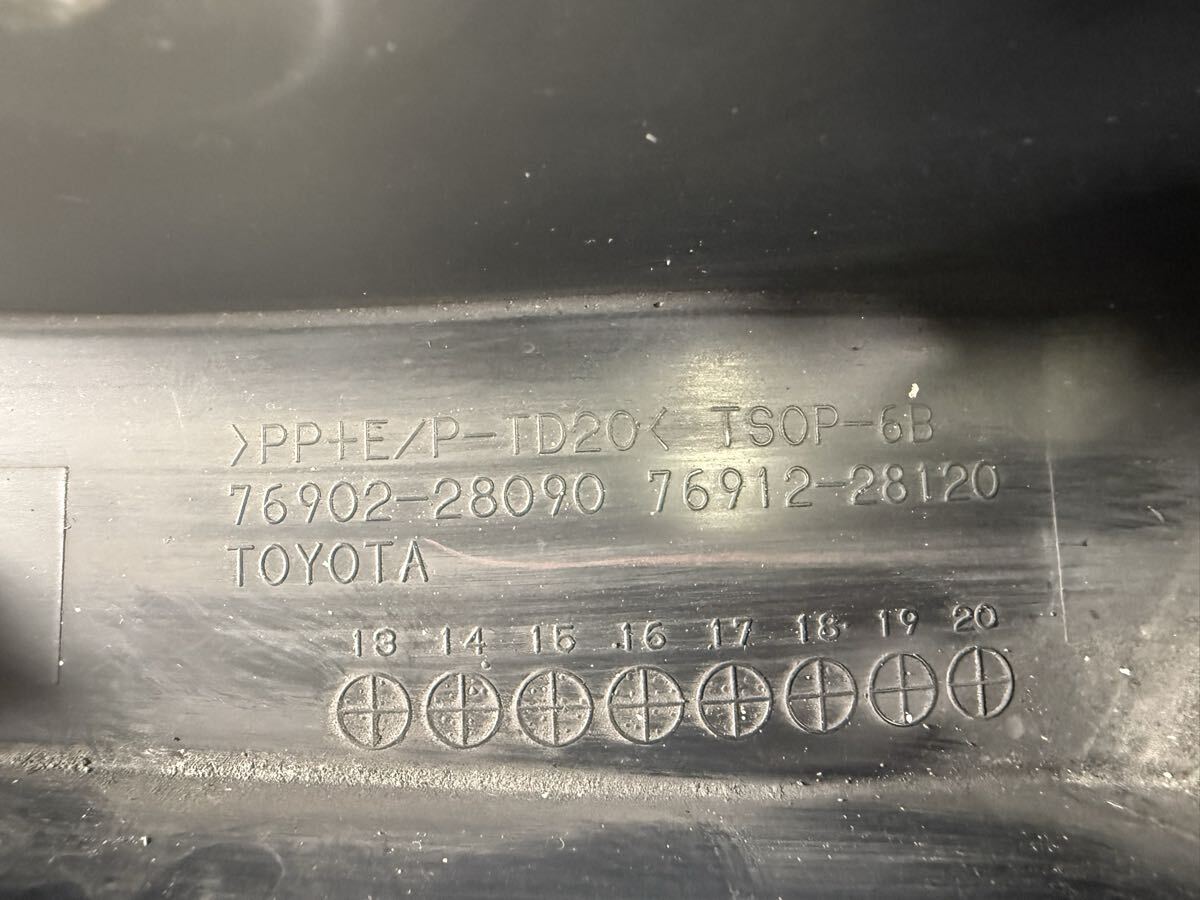 >PP+E/P-TD20< TSOP-6B
76902-28090 76912-28120
TOYOTA
13 14 15 16 17 18 19 20